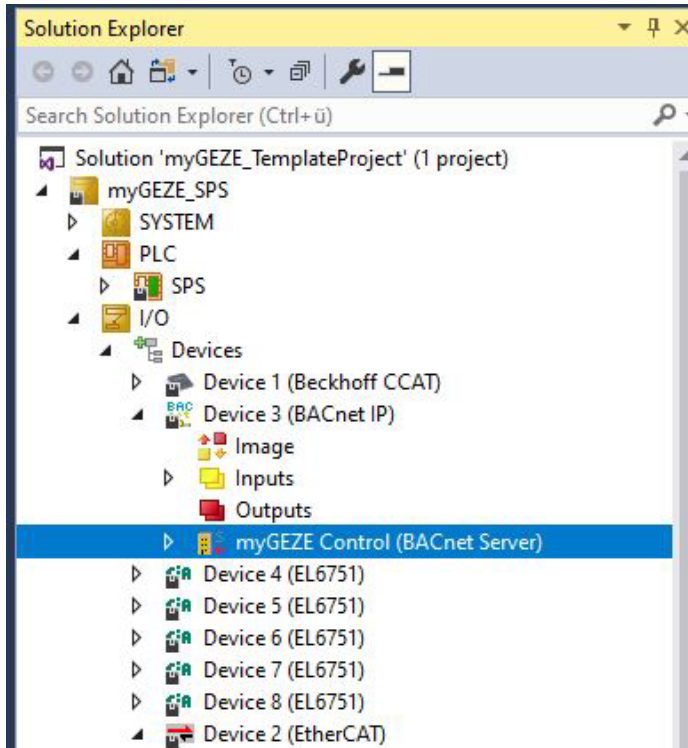 Solution Explorer
Search Solution Explorer (Ctrl+ü)
Solution 'myGEZE_TemplateProject' (1 project)
myGEZE_SPS
SYSTEM
PLC
SPS
I/O
Devices
Device 1 (Beckhoff CCAT)
BAC
Device 3 (BACnet IP)
Image
Inputs
Outputs
myGEZE Control (BACnet Server)
Device 4 (EL6751)
Device 5 (EL6751)
Device 6 (EL6751)
Device 7 (EL6751)
Device 8 (EL6751)
Device 2 (EtherCAT)